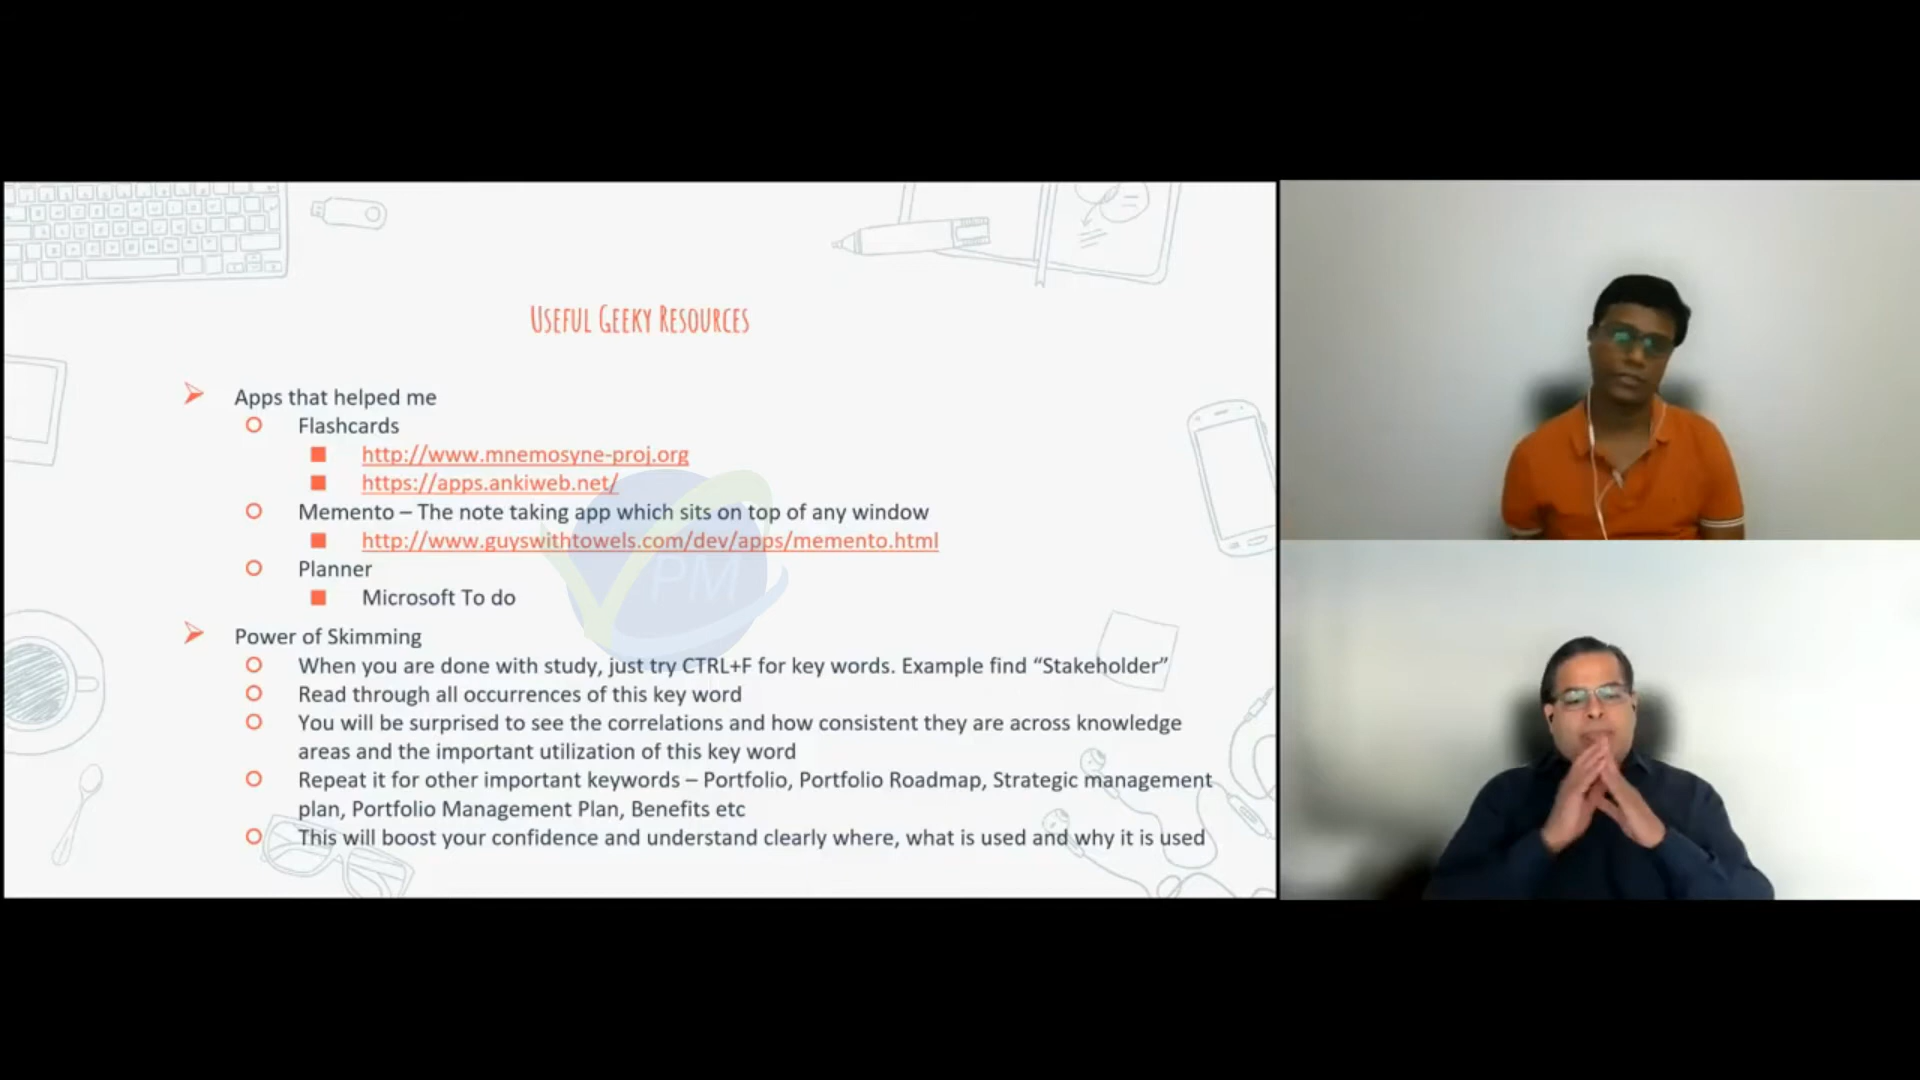 Useful Geeky Resources
Apps that helped me
Flashcards
http://www.mnemosyne-proj.org
https://apps.ankiweb.net/
Memento – The note taking app which sits on top of any window
http://www.guyswithtowels.com/dev/apps/memento.html
Planner
Microsoft To do
Power of Skimming
When you are done with study, just try CTRL+F for key words. Example find “Stakeholder”
Read through all occurrences of this key word
You will be surprised to see the correlations and how consistent they are across knowledge
areas and the important utilization of this key word
Repeat it for other important keywords – Portfolio, Portfolio Roadmap, Strategic management
plan, Portfolio Management Plan, Benefits etc
This will boost your confidence and understand clearly where, what is used and why it is used
PM